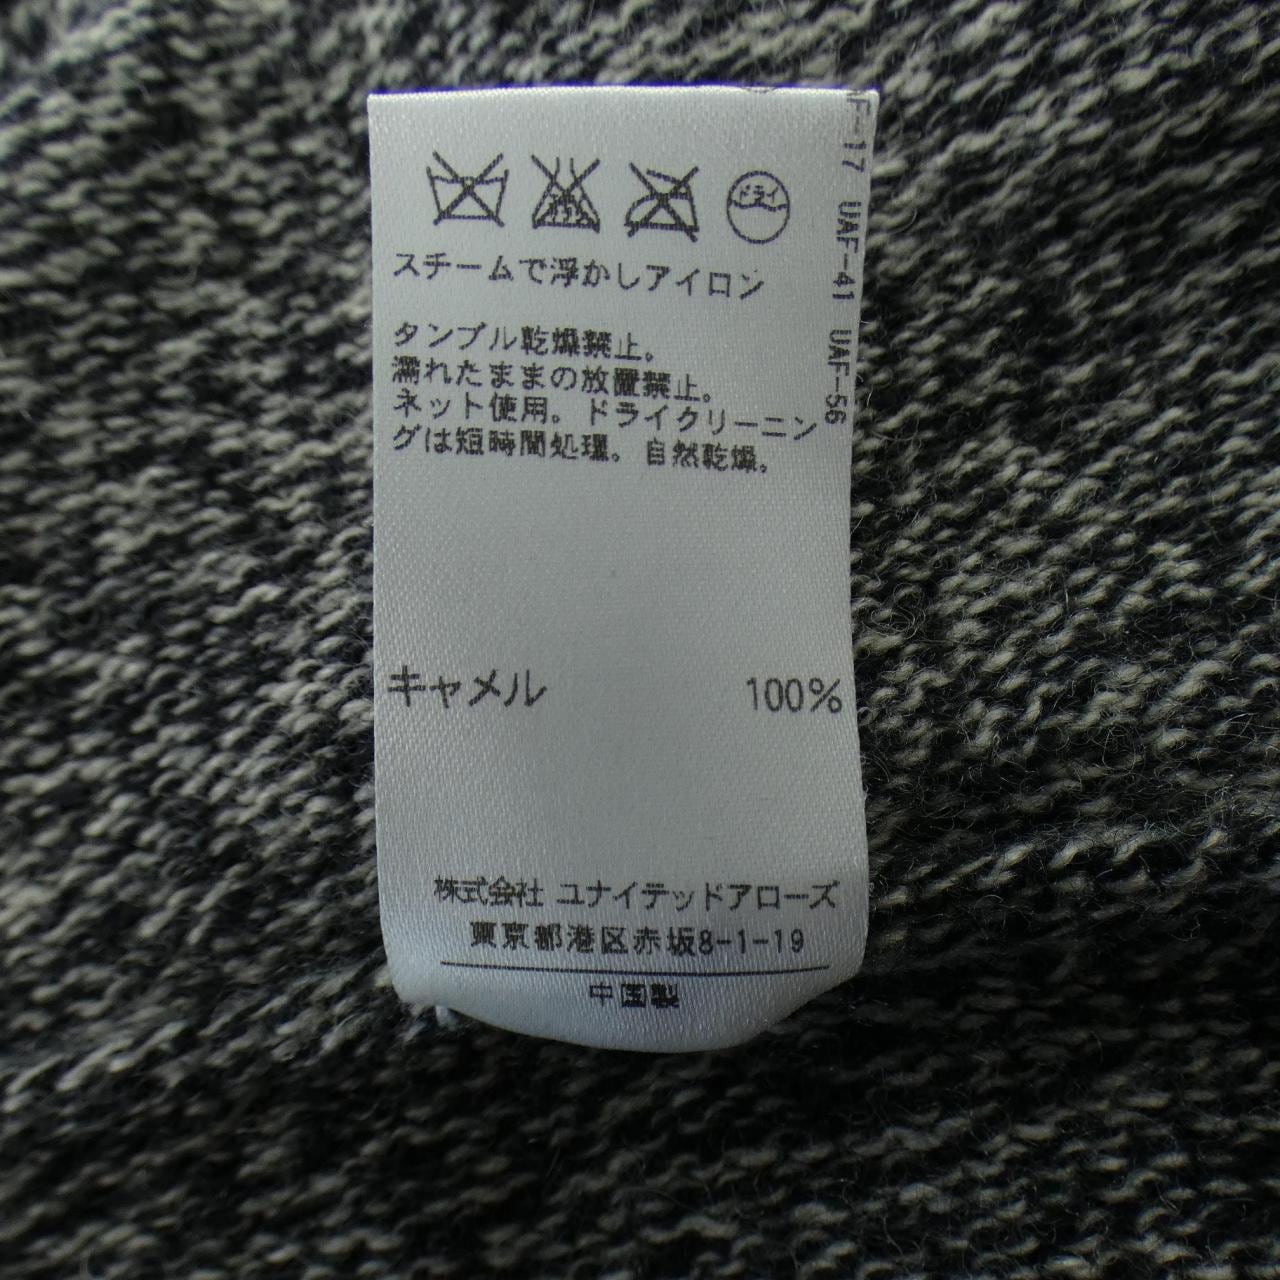 ドライ
スチームで浮かしアイロン
タンブル乾燥禁止。
濡れたままの放置禁止。
ネット使用。ドライクリーニン
グは短時間処理。自然乾燥。
キャメル 100%
株式会社 ユナイテッドアローズ
東京都港区赤坂8-1-19
中国製
F-17 UAF-41 UAF-56